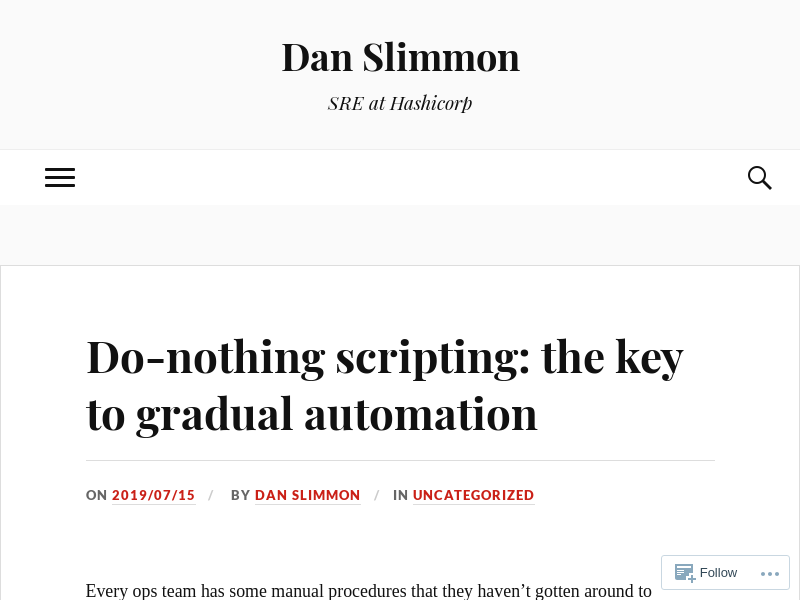 Dan Slimmon
SRE at Hashicorp
Do-nothing scripting: the key
to gradual automation
ON 2019/07/15 / BY DAN SLIMMON / IN UNCATEGORIZED
Every ops team has some manual procedures that they haven’t gotten around to
Follow